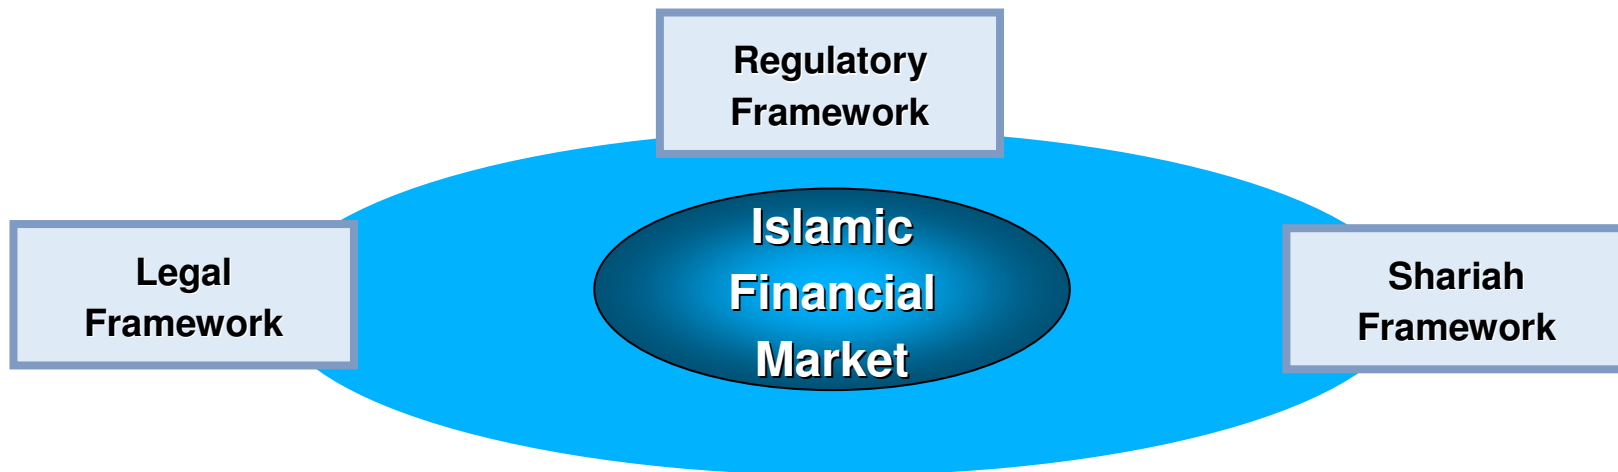 Regulatory
Framework
Legal
Framework
Islamic
Financial
Market
Shariah
Framework